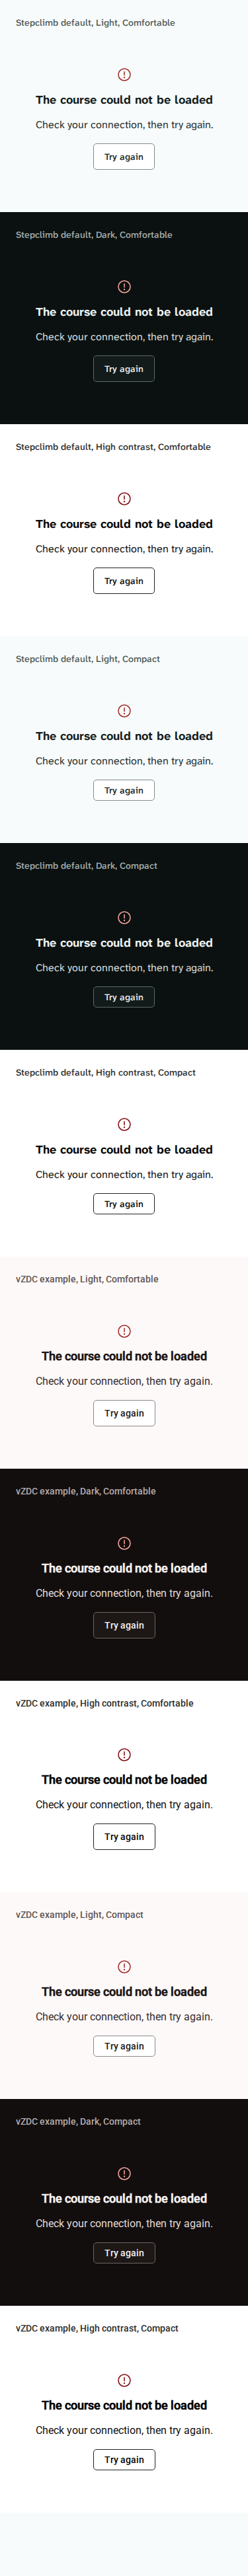 Stepclimb default, Light, Comfortable
The course could not be loaded
Check your connection, then try again.
Try again
Stepclimb default, Dark, Comfortable
The course could not be loaded
Check your connection, then try again.
Try again
Stepclimb default, High contrast, Comfortable
The course could not be loaded
Check your connection, then try again.
Try again
Stepclimb default, Light, Compact
The course could not be loaded
Check your connection, then try again.
Try again
Stepclimb default, Dark, Compact
The course could not be loaded
Check your connection, then try again.
Try again
Stepclimb default, High contrast, Compact
The course could not be loaded
Check your connection, then try again.
Try again
vZDC example, Light, Comfortable
The course could not be loaded
Check your connection, then try again.
Try again
vZDC example, Dark, Comfortable
The course could not be loaded
Check your connection, then try again.
Try again
vZDC example, High contrast, Comfortable
The course could not be loaded
Check your connection, then try again.
Try again
vZDC example, Light, Compact
The course could not be loaded
Check your connection, then try again.
Try again
vZDC example, Dark, Compact
The course could not be loaded
Check your connection, then try again.
Try again
vZDC example, High contrast, Compact
The course could not be loaded
Check your connection, then try again.
Try again